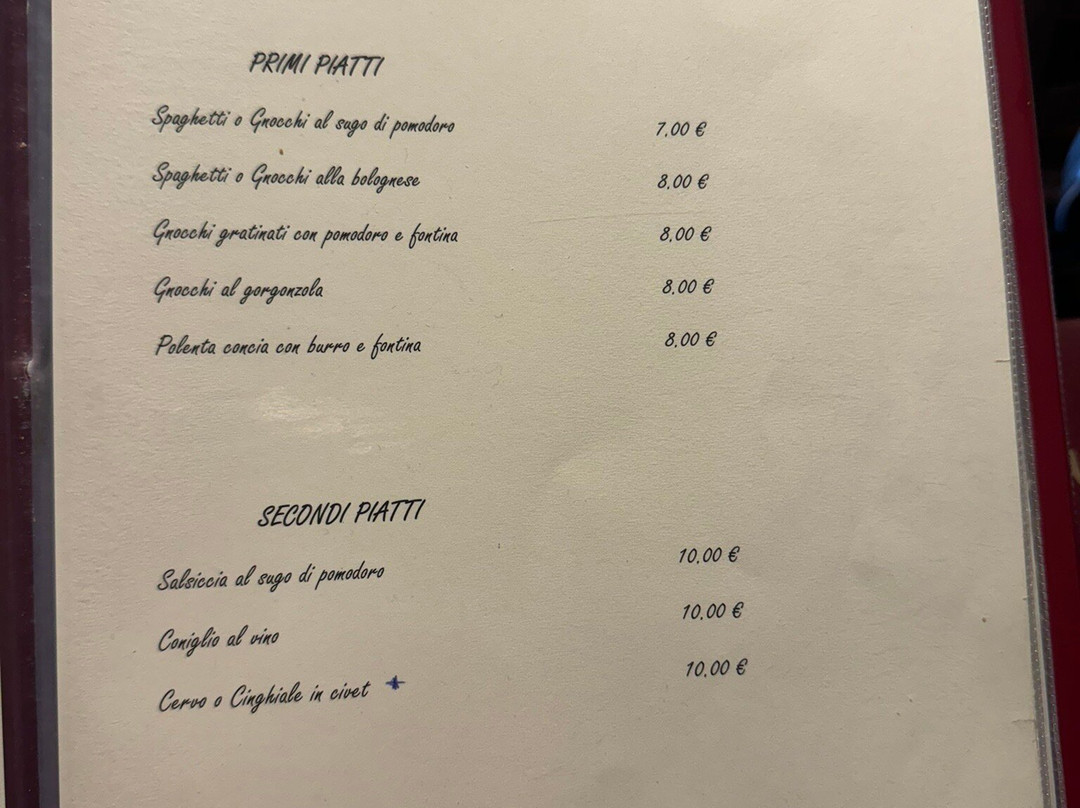 PRIMI PIATTI
Spaghetti o Gnocchi al sugo di pomodoro 7,00 €
Spaghetti o Gnocchi alla bolognese 8,00 €
Gnocchi gratinati con pomodoro e fontina 8,00 €
Gnocchi al gorgonzola 8,00 €
Polenta concia con burro e fontina 8,00 €
SECONDI PIATTI
Salsiccia al sugo di pomodoro 10,00 €
Coniglio al vino 10,00 €
Cervo o Cinghiale in civet + 10,00 €